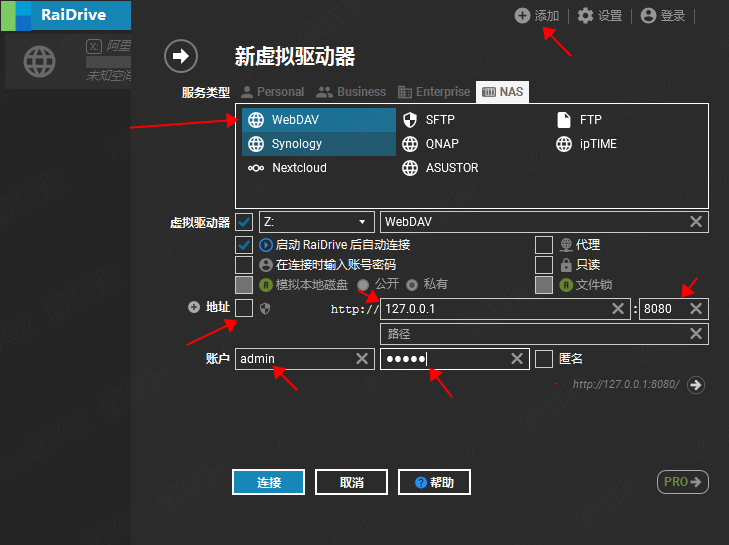 RaiDrive
添加 设置 登录
X: 阿里
未知空间
新虚拟驱动器
服务类型 Personal Business Enterprise NAS
WebDAV SFTP FTP
Synology QNAP ipTIME
Nextcloud ASUSTOR
虚拟驱动器 Z: WebDAV
启动 RaiDrive 后自动连接 代理
在连接时输入账号密码 只读
模拟本地磁盘 公开 私有 文件锁
地址 http:// 127.0.0.1 : 8080
路径
账户 admin ●●●●● 匿名
http://127.0.0.1:8080/
连接 取消 帮助 PRO